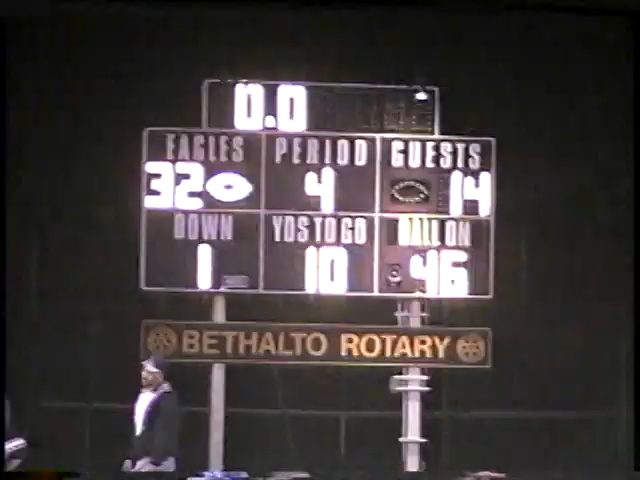 0.0
EAGLES PERIOD GUESTS
32 4 14
DOWN YDS TO GO BALL ON
1 10 46
BETHALTO ROTARY